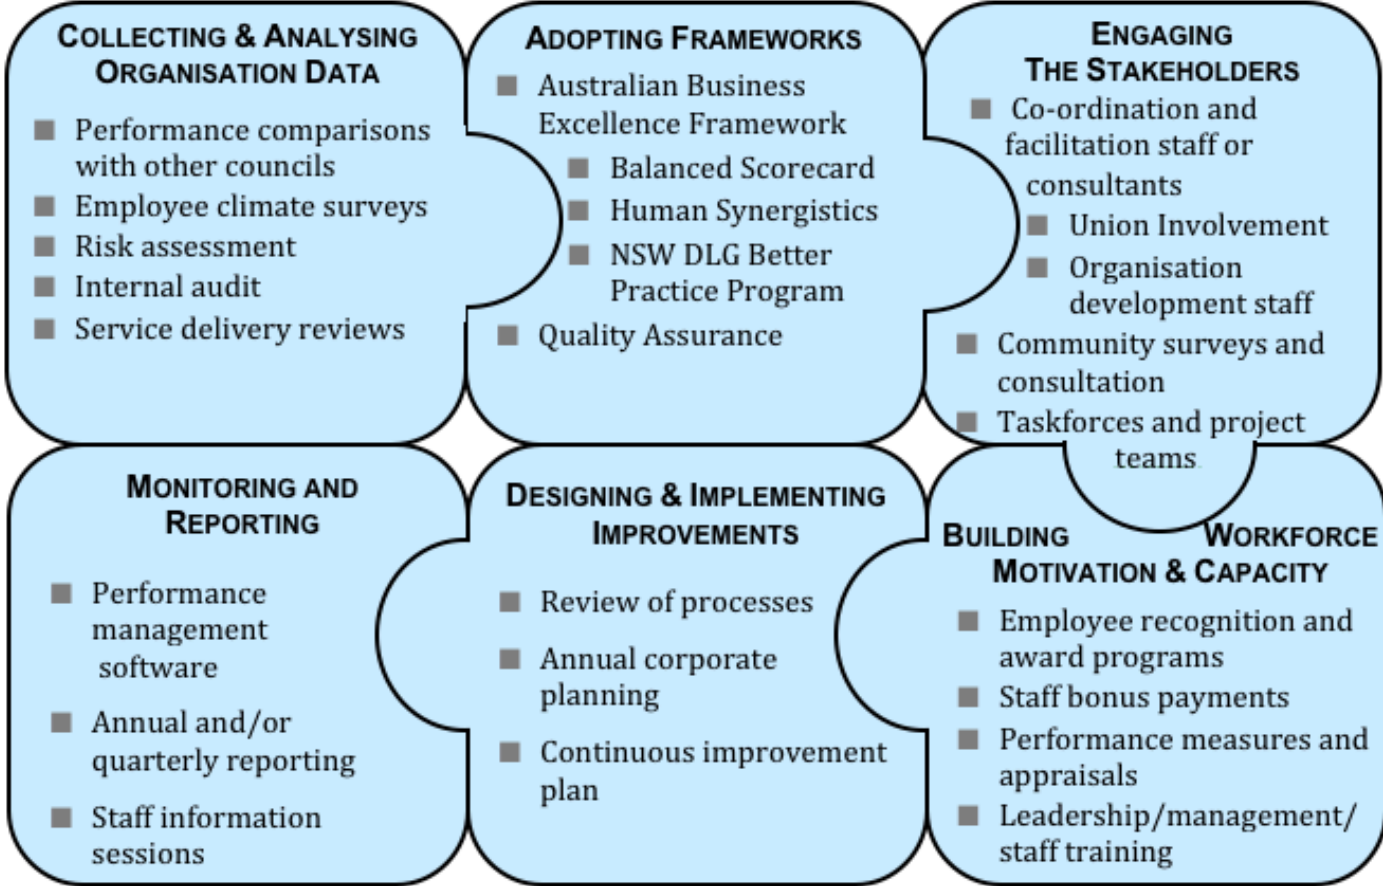 COLLECTING & ANALYSING
ORGANISATION DATA
■ Performance comparisons
with other councils
■ Employee climate surveys
■ Risk assessment
■ Internal audit
■ Service delivery reviews
ADOPTING FRAMEWORKS
■ Australian Business
Excellence Framework
■ Balanced Scorecard
■ Human Synergistics
■ NSW DLG Better
Practice Program
■ Quality Assurance
ENGAGING
THE STAKEHOLDERS
■ Co-ordination and
facilitation staff or
consultants
■ Union Involvement
■ Organisation
development staff
■ Community surveys and
consultation
■ Taskforces and project
teams
MONITORING AND
REPORTING
■ Performance
management
software
■ Annual and/or
quarterly reporting
■ Staff information
sessions
DESIGNING & IMPLEMENTING
IMPROVEMENTS
■ Review of processes
■ Annual corporate
planning
■ Continuous improvement
plan
BUILDING WORKFORCE
MOTIVATION & CAPACITY
■ Employee recognition and
award programs
■ Staff bonus payments
■ Performance measures and
appraisals
■ Leadership/management/
staff training